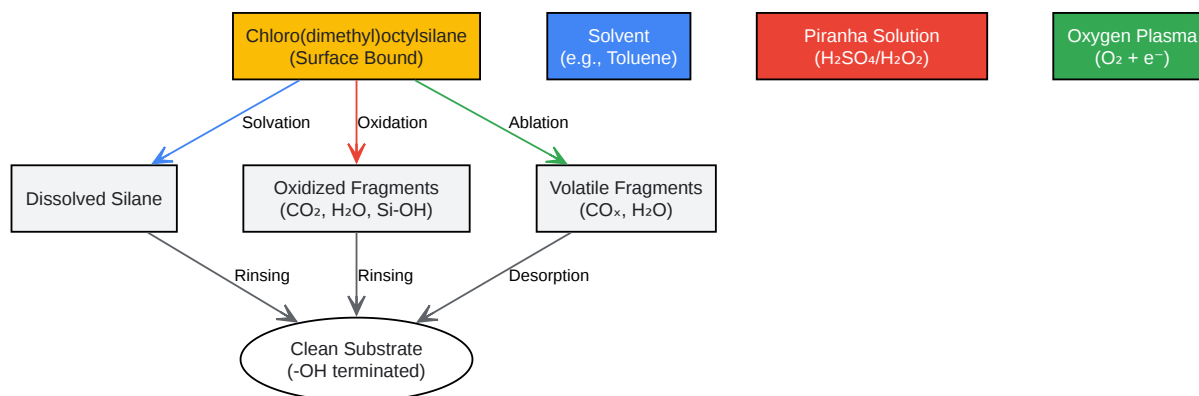 Chloro(dimethyl)octylsilane
(Surface Bound)
Solvent
(e.g., Toluene)
Piranha Solution
(H₂SO₄/H₂O₂)
Oxygen Plasma
(O₂ + e⁻)
Solvation
Oxidation
Ablation
Dissolved Silane
Oxidized Fragments
(CO₂, H₂O, Si-OH)
Volatile Fragments
(COₓ, H₂O)
Rinsing
Rinsing
Desorption
Clean Substrate
(-OH terminated)